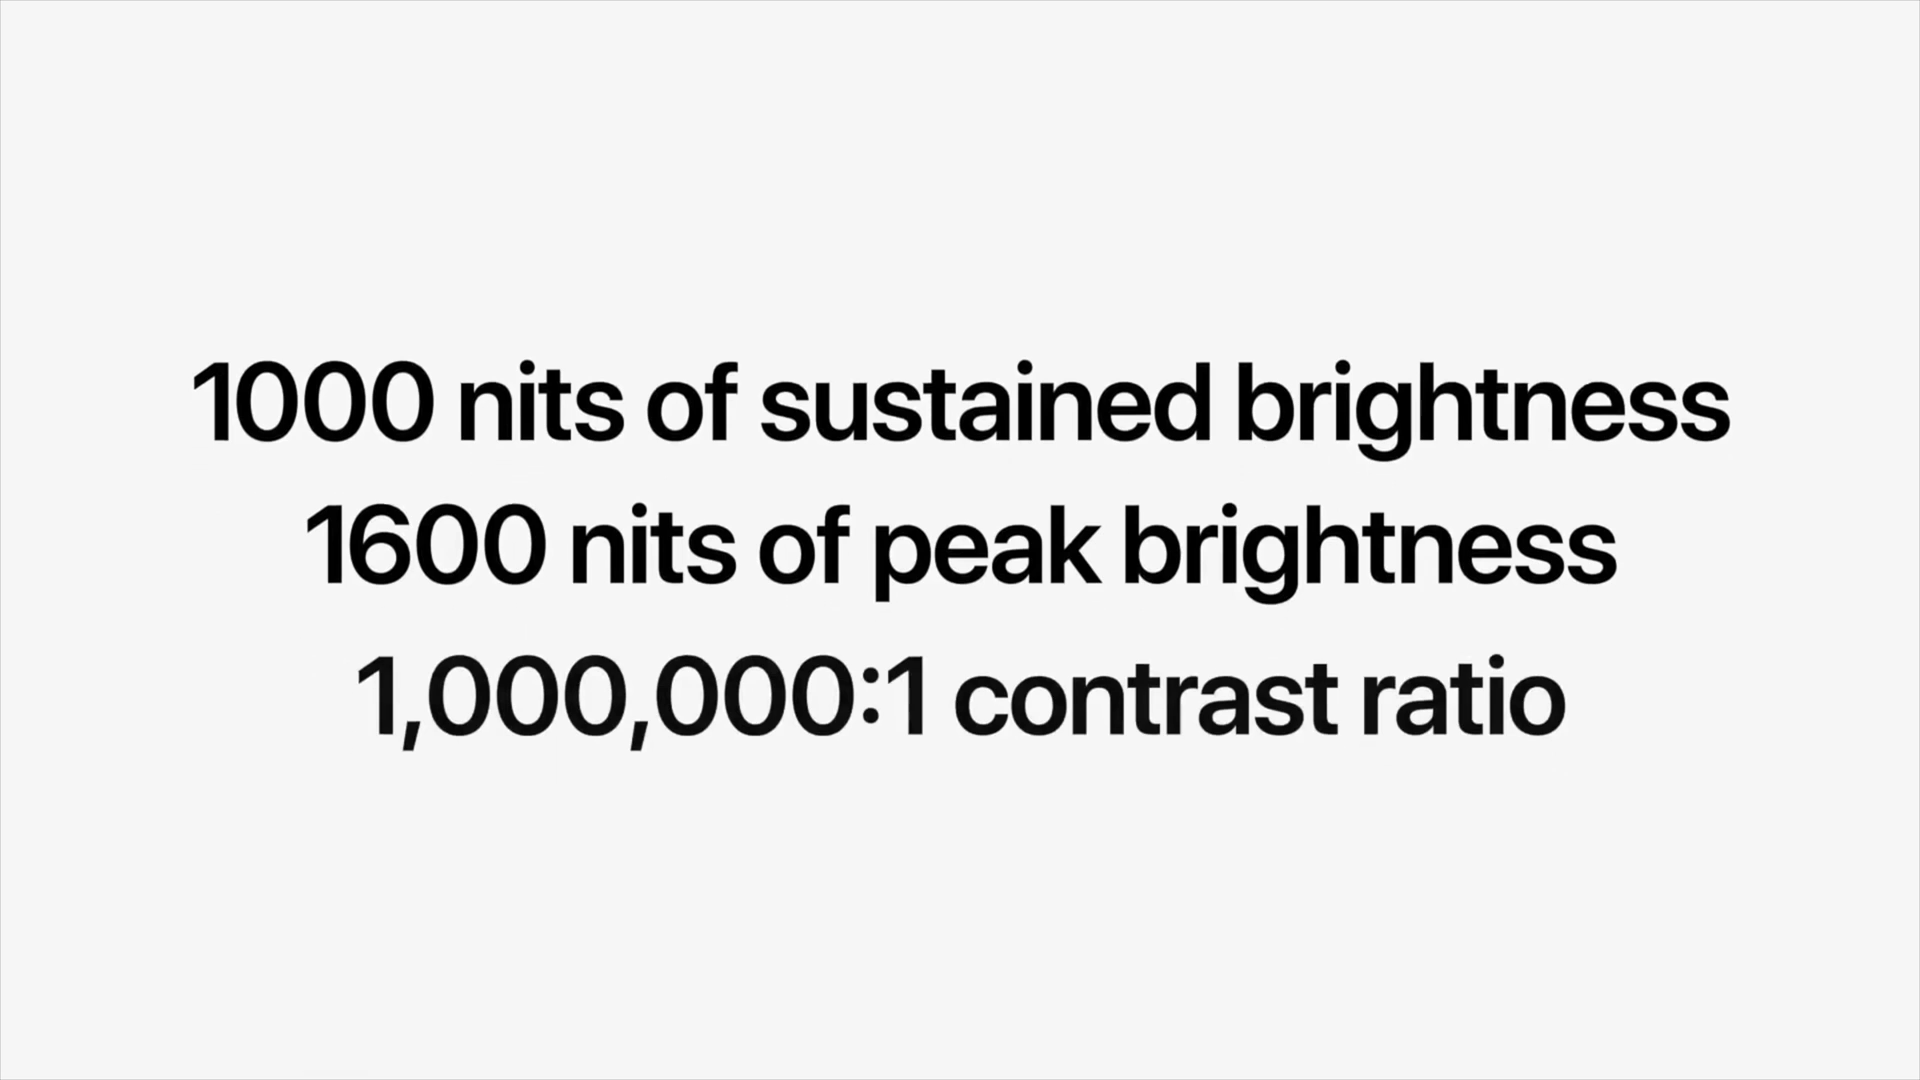 1000 nits of sustained brightness
1600 nits of peak brightness
1,000,000:1 contrast ratio